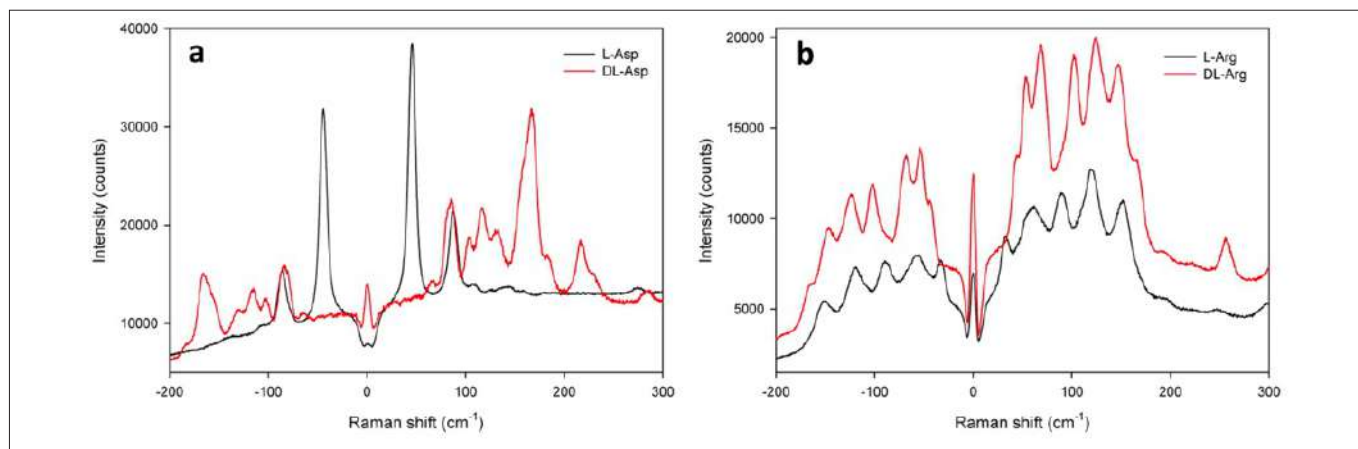 a
L-Asp
DL-Asp
Intensity (counts)
40000
30000
20000
10000
-200
-100
0
100
200
300
Raman shift (cm⁻¹)
b
L-Arg
DL-Arg
Intensity (counts)
20000
15000
10000
5000
-200
-100
0
100
200
300
Raman shift (cm⁻¹)